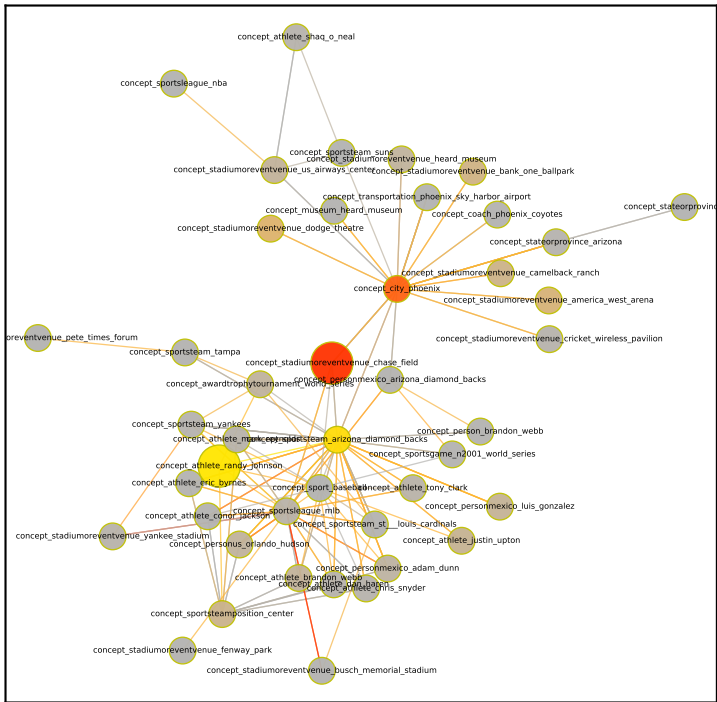 concept_athlete_shaq_o_neal
concept_sportsleague_nba
concept_sportsteam_suns
concept_stadiumoreventvenue_heard_museum
concept_stadiumoreventvenue_us_airways_center
concept_stadiumoreventvenue_bank_one_ballpark
concept_transportation_phoenix_sky_harbor_airport
concept_stateorprovinc
concept_museum_heard_museum
concept_coach_phoenix_coyotes
concept_stadiumoreventvenue_dodge_theatre
concept_stateorprovince_arizona
concept_stadiumoreventvenue_camelback_ranch
concept_city_phoenix
concept_stadiumoreventvenue_america_west_arena
oreventvenue_pete_times_forum
concept_stadiumoreventvenue_cricket_wireless_pavilion
concept_sportsteam_tampa
concept_stadiumoreventvenue_chase_field
concept_personmexico_arizona_diamond_backs
concept_awardtrophytournament_world_series
concept_sportsteam_yankees
concept_person_brandon_webb
concept_sportsteam_arizona_diamond_backs
concept_sportsgame_n2001_world_series
concept_athlete_randy_johnson
concept_athlete_eric_byrnes
concept_sport_baseball
concept_athlete_tony_clark
concept_personmexico_luis_gonzalez
concept_sportsleague_mlb
concept_athlete_conor_jackson
concept_sportsteam_st___louis_cardinals
concept_stadiumoreventvenue_yankee_stadium
concept_athlete_justin_upton
concept_personus_orlando_hudson
concept_personmexico_adam_dunn
concept_athlete_brandon_webb
concept_athlete_dan_haren
concept_athlete_chris_snyder
concept_sportsteamposition_center
concept_stadiumoreventvenue_fenway_park
concept_stadiumoreventvenue_busch_memorial_stadium